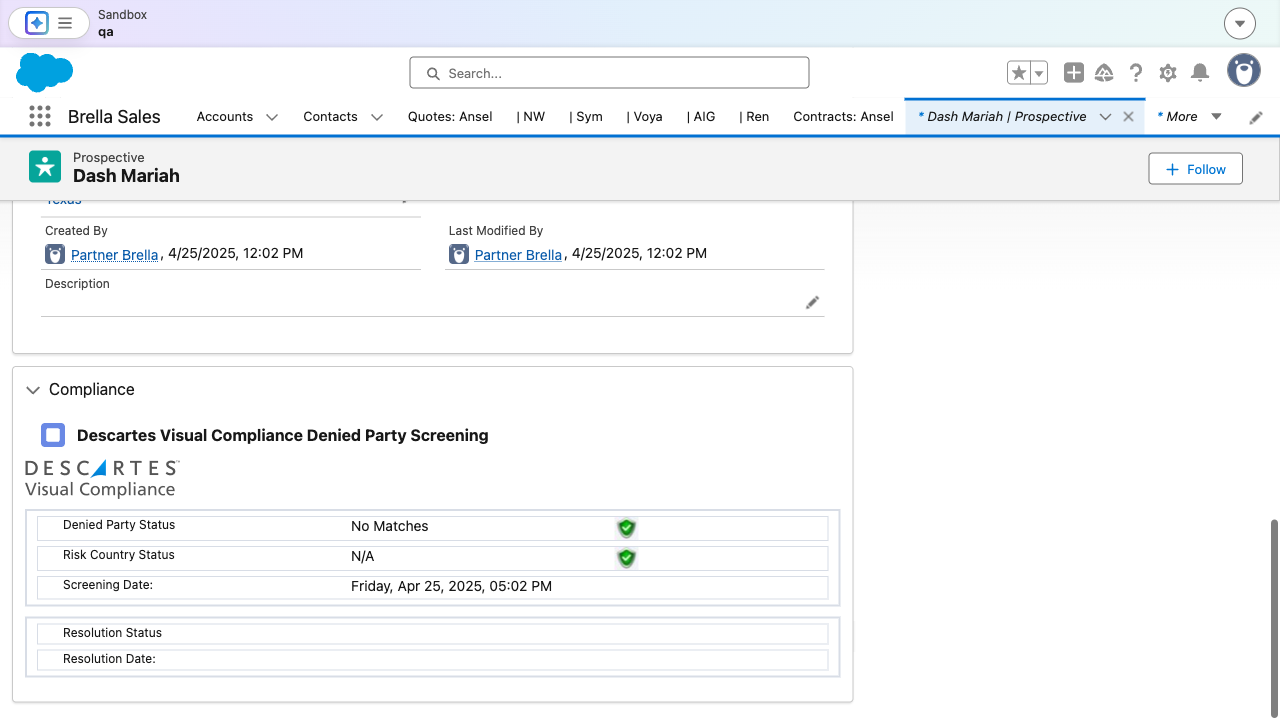 Sandbox
qa
Search...
Brella Sales
Accounts
Contacts
Quotes: Ansel
| NW
| Sym
| Voya
| AIG
| Ren
Contracts: Ansel
* Dash Mariah | Prospective
* More
Prospective
Dash Mariah
Follow
Texas
Created By
Last Modified By
Partner Brella, 4/25/2025, 12:02 PM
Partner Brella, 4/25/2025, 12:02 PM
Description
Compliance
Descartes Visual Compliance Denied Party Screening
DESCARTES™
Visual Compliance
Denied Party Status No Matches
Risk Country Status N/A
Screening Date: Friday, Apr 25, 2025, 05:02 PM
Resolution Status
Resolution Date: